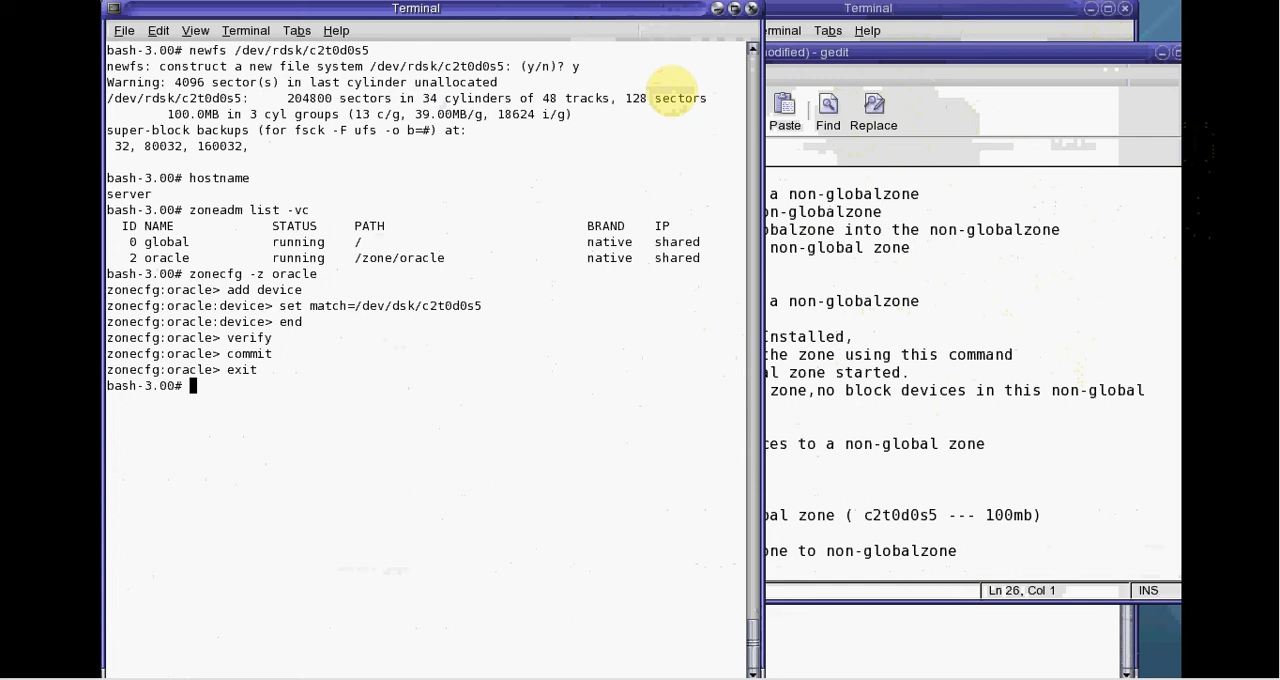 Terminal
File Edit View Terminal Tabs Help
bash-3.00# newfs /dev/rdsk/c2t0d0s5
newfs: construct a new file system /dev/rdsk/c2t0d0s5: (y/n)? y
Warning: 4096 sector(s) in last cylinder unallocated
/dev/rdsk/c2t0d0s5: 204800 sectors in 34 cylinders of 48 tracks, 128 sectors
100.0MB in 3 cyl groups (13 c/g, 39.00MB/g, 18624 i/g)
super-block backups (for fsck -F ufs -o b=#) at:
32, 80032, 160032,
bash-3.00# hostname
server
bash-3.00# zoneadm list -vc
ID NAME STATUS PATH BRAND IP
0 global running / native shared
2 oracle running /zone/oracle native shared
bash-3.00# zonecfg -z oracle
zonecfg:oracle> add device
zonecfg:oracle:device> set match=/dev/dsk/c2t0d0s5
zonecfg:oracle:device> end
zonecfg:oracle> verify
zonecfg:oracle> commit
zonecfg:oracle> exit
bash-3.00#
Terminal
Tabs Help
gedit
Paste Find Replace
a non-globalzone
non-globalzone
into the non-globalzone
non-global zone
a non-globalzone
Installed,
the zone using this command
zone started.
zone,no block devices in this non-global
to a non-global zone
zone ( c2t0d0s5 --- 100mb)
to non-globalzone
Ln 26, Col 1 INS